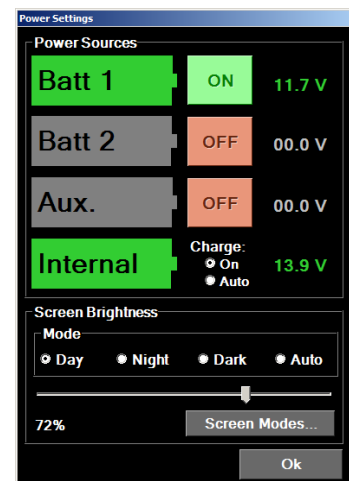 Power Settings
Power Sources
Batt 1 ON 11.7 V
Batt 2 OFF 00.0 V
Aux. OFF 00.0 V
Internal Charge: On Auto 13.9 V
Screen Brightness
Mode
Day Night Dark Auto
72% Screen Modes...
Ok